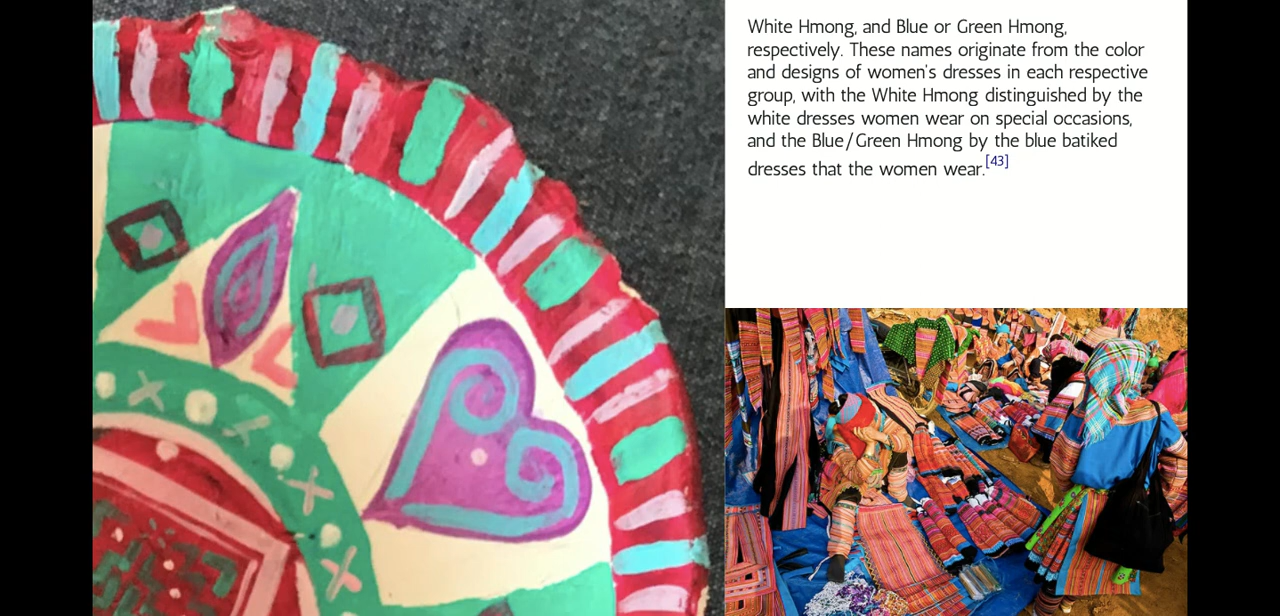 White Hmong, and Blue or Green Hmong,
respectively. These names originate from the color
and designs of women's dresses in each respective
group, with the White Hmong distinguished by the
white dresses women wear on special occasions,
and the Blue/Green Hmong by the blue batiked
dresses that the women wear.[43]